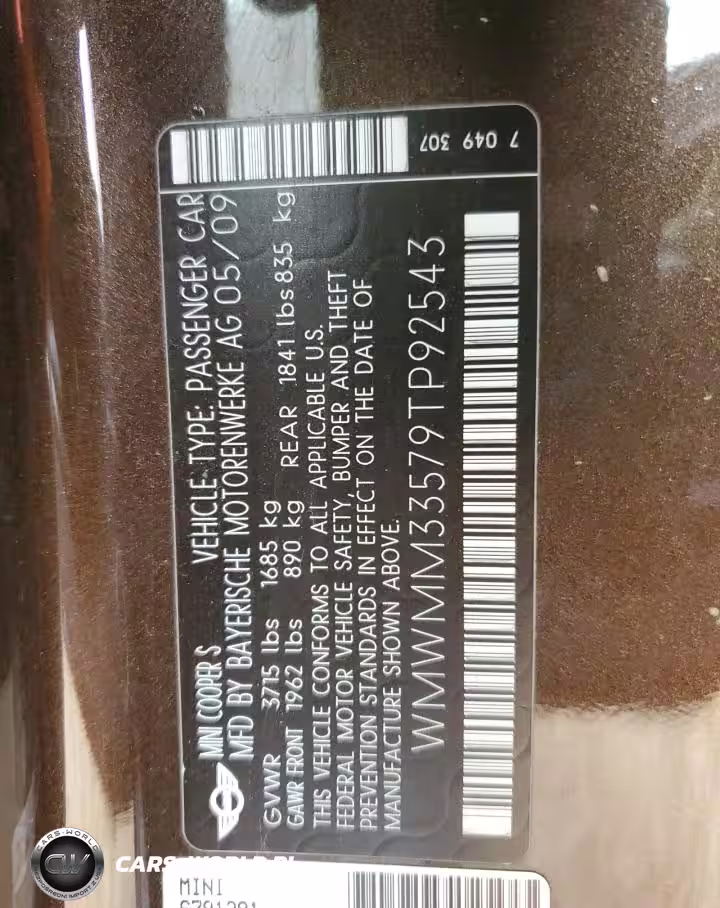 7 049 307
MINI COOPER S VEHICLE TYPE: PASSENGER CAR
MFD BY BAYERISCHE MOTORENWERKE AG 05/09
GVWR 3715 lbs 1685 kg
GAWR FRONT 1962 lbs 890 kg REAR 1841 lbs 835 kg
THIS VEHICLE CONFORMS TO ALL APPLICABLE U.S.
FEDERAL MOTOR VEHICLE SAFETY, BUMPER AND THEFT
PREVENTION STANDARDS IN EFFECT ON THE DATE OF
MANUFACTURE SHOWN ABOVE.
WMWMM33579TP92543
MINI
CARS-WORLD
CW
CARS-WORLD.PL